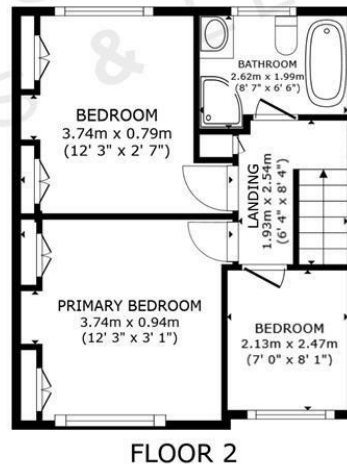 &
BATHROOM
2.62m x 1.99m
(8' 7" x 6' 6")
BEDROOM
3.74m x 0.79m
(12' 3" x 2' 7")
LANDING
1.93m x 2.54m
(6' 4" x 8' 4")
PRIMARY BEDROOM
3.74m x 0.94m
(12' 3" x 3' 1")
BEDROOM
2.13m x 2.47m
(7' 0" x 8' 1")
FLOOR 2